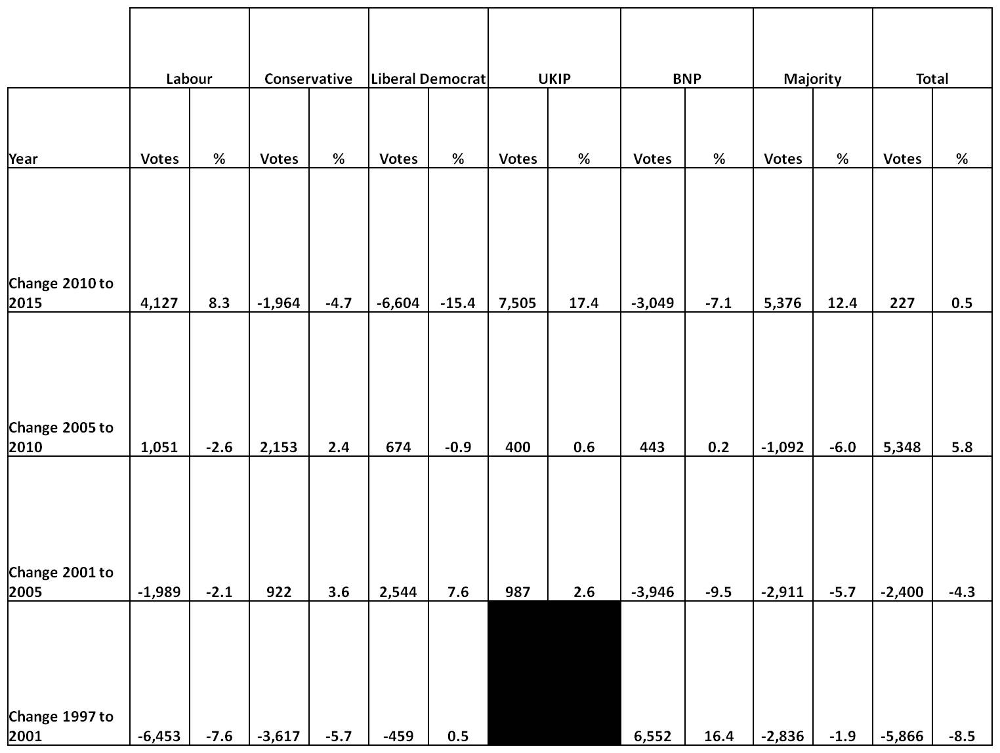 Labour Conservative Liberal Democrat UKIP BNP Majority Total
Year Votes % Votes % Votes % Votes % Votes % Votes % Votes %
Change 2010 to
2015 4,127 8.3 -1,964 -4.7 -6,604 -15.4 7,505 17.4 -3,049 -7.1 5,376 12.4 227 0.5
Change 2005 to
2010 1,051 -2.6 2,153 2.4 674 -0.9 400 0.6 443 0.2 -1,092 -6.0 5,348 5.8
Change 2001 to
2005 -1,989 -2.1 922 3.6 2,544 7.6 987 2.6 -3,946 -9.5 -2,911 -5.7 -2,400 -4.3
Change 1997 to
2001 -6,453 -7.6 -3,617 -5.7 -459 0.5 6,552 16.4 -2,836 -1.9 -5,866 -8.5